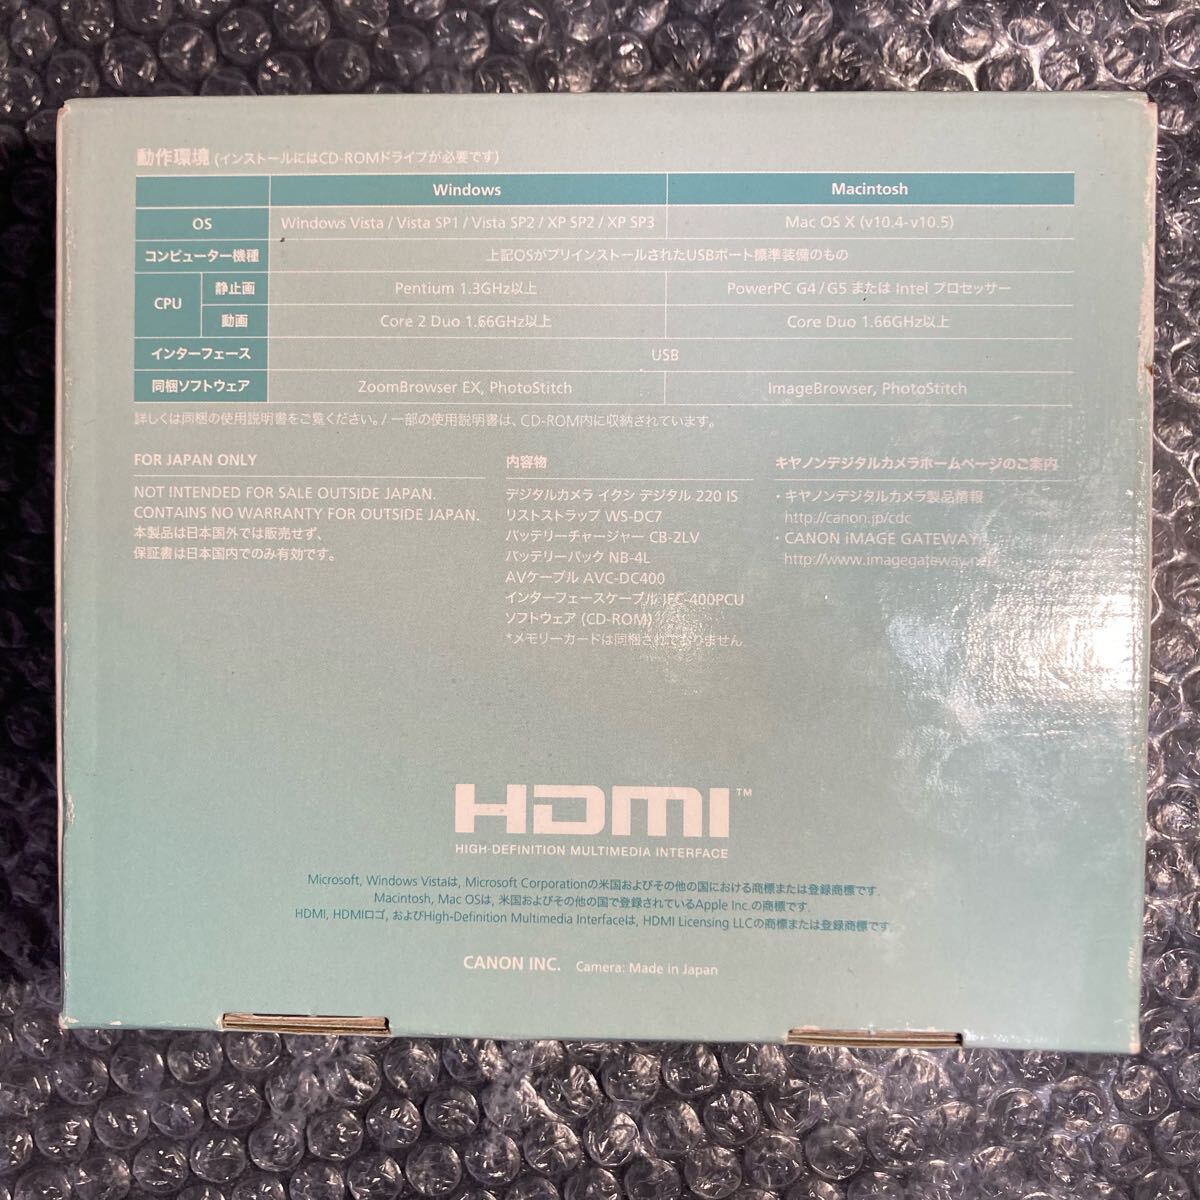 動作環境 (インストールにはCD-ROMドライブが必要です)
Windows Macintosh
OS Windows Vista / Vista SP1 / Vista SP2 / XP SP2 / XP SP3 Mac OS X (v10.4-v10.5)
コンピューター機種 上記OSがプリインストールされたUSBポート標準装備のもの
CPU 静止画 Pentium 1.3GHz以上 PowerPC G4 / G5 または Intel プロセッサー
動画 Core 2 Duo 1.66GHz以上 Core Duo 1.66GHz以上
インターフェース USB
同梱ソフトウェア ZoomBrowser EX, PhotoStitch ImageBrowser, PhotoStitch
詳しくは同梱の使用説明書をご覧ください。/ 一部の使用説明書は、CD-ROM内に収納されています。
FOR JAPAN ONLY
NOT INTENDED FOR SALE OUTSIDE JAPAN.
CONTAINS NO WARRANTY FOR OUTSIDE JAPAN.
本製品は日本国外では販売せず、
保証書は日本国内でのみ有効です。
内容物
デジタルカメラ イクシ デジタル 220 IS
リストストラップ WS-DC7
バッテリーチャージャー CB-2LV
バッテリーパック NB-4L
AVケーブル AVC-DC400
インターフェースケーブル IFC-400PCU
ソフトウェア (CD-ROM)
*メモリーカードは同梱されておりません
キヤノンデジタルカメラホームページのご案内
・キヤノンデジタルカメラ製品情報
http://canon.jp/cdc
・CANON iMAGE GATEWAY
http://www.imagegateway.net
HDMI™
HIGH-DEFINITION MULTIMEDIA INTERFACE
Microsoft, Windows Vistaは, Microsoft Corporationの米国およびその他の国における商標または登録商標です.
Macintosh, Mac OSは, 米国およびその他の国で登録されているApple Inc.の商標です.
HDMI, HDMIロゴ, およびHigh-Definition Multimedia Interfaceは, HDMI Licensing LLCの商標または登録商標です.
CANON INC. Camera: Made in Japan